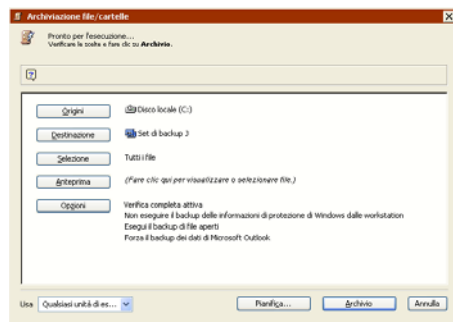 Archiviazione file/cartelle
Pronto per l'esecuzione...
Verificare le scelte e fare clic su Archivio.
Origini
Disco locale (C:)
Destinazione
Set di backup J
Selezione
Tutti i file
Anteprima
(Fare clic qui per visualizzare o selezionare file.)
Opzioni
Verifica completa attiva
Non eseguire il backup delle informazioni di protezione di Windows dalle workstation
Esegui il backup di file aperti
Forza il backup dei dati di Microsoft Outlook
Usa Qualsiasi unità di es... Pianifica... Archivio Annulla